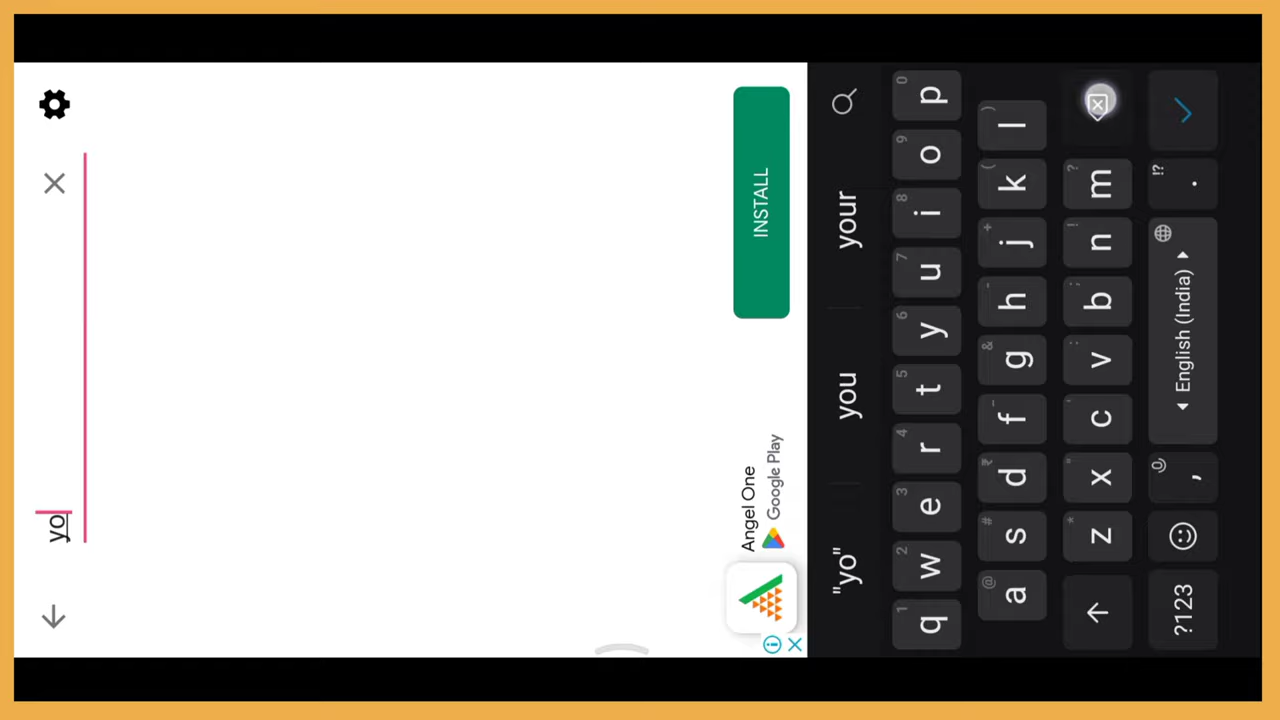 yo
Angel One
Google Play
INSTALL
"yo" you your
q w e r t y u i o p
1 2 3 4 5 6 7 8 9 0
a s d f g h j k l
z x c v b n m
?123 , English (India) .